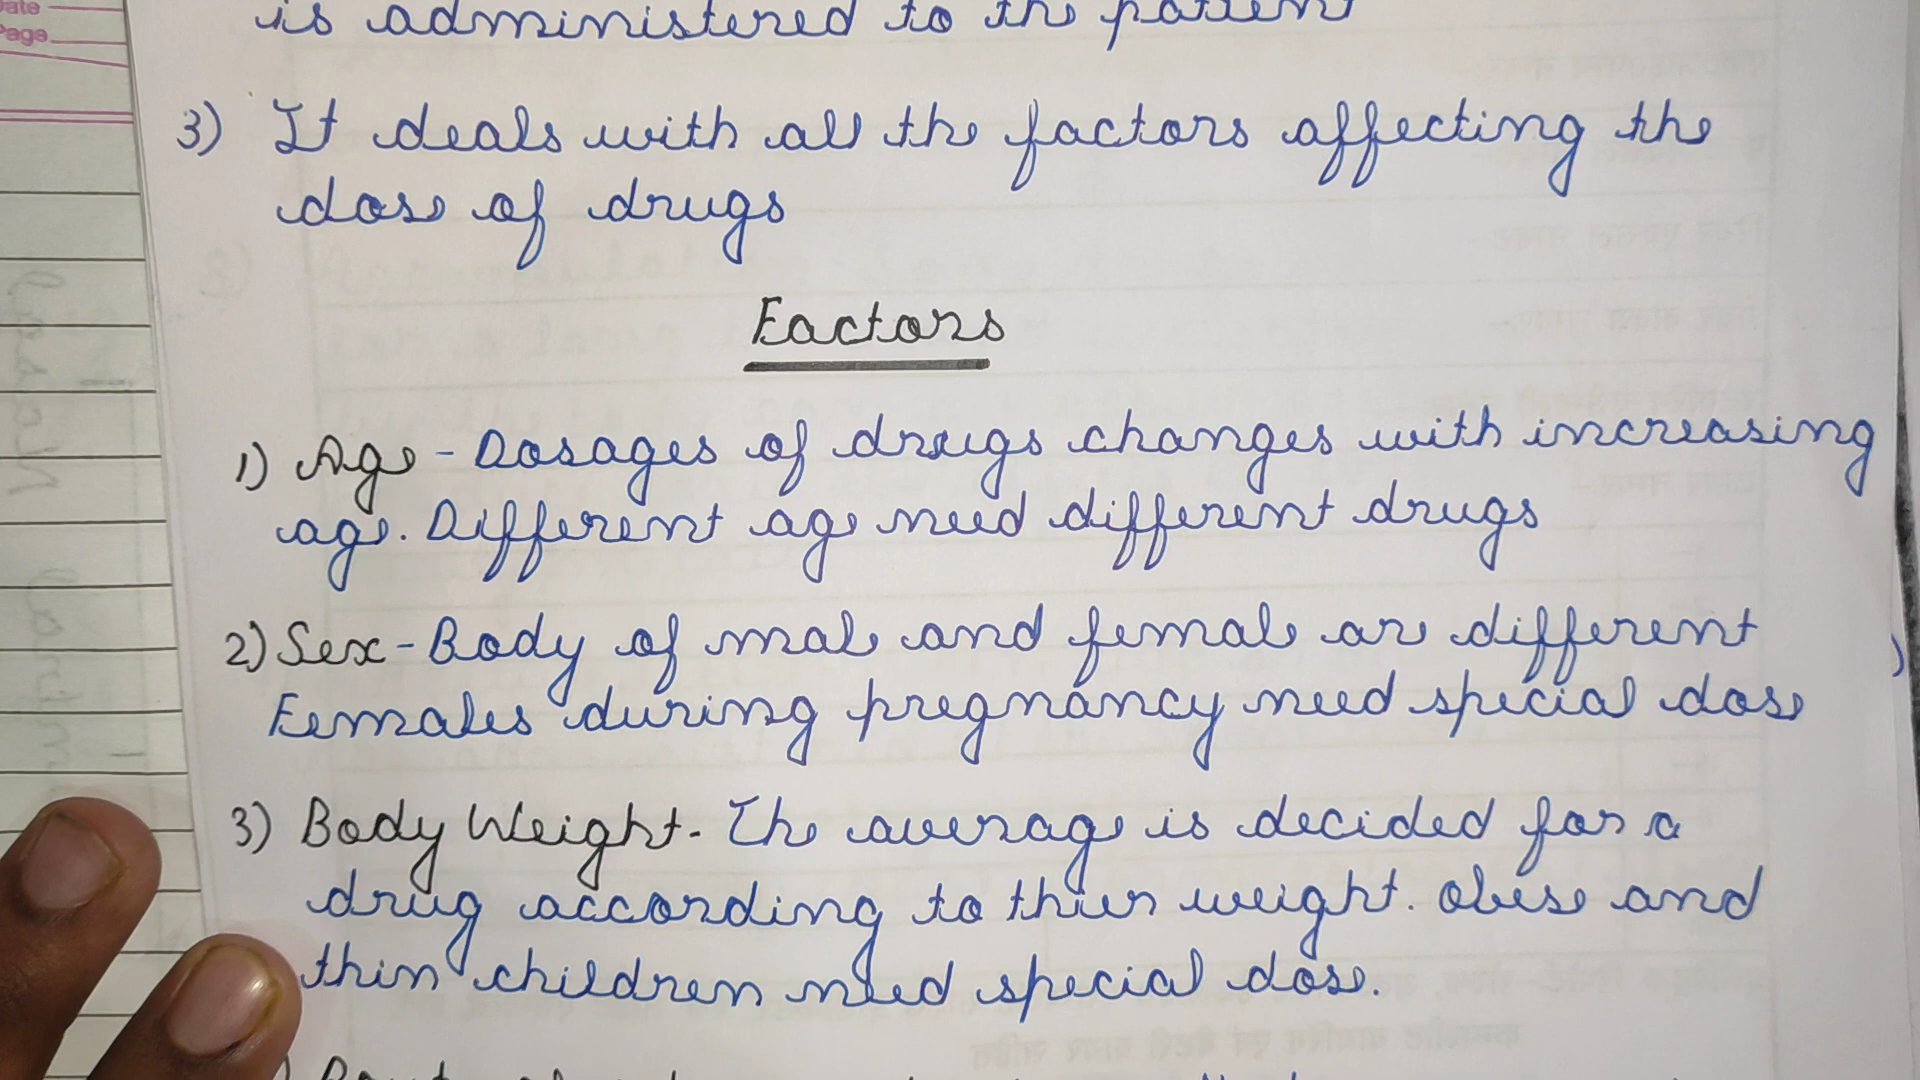 Date
Page
is administered to the patient
3) It deals with all the factors affecting the
dose of drugs
Factors
1) Age - Dosages of drugs changes with increasing
age. Different age need different drugs
2) Sex - Body of male and female are different
Females during pregnancy need special dose
3) Body Weight - The average is decided for a
drug according to thier weight. Obese and
thin children need special dose.